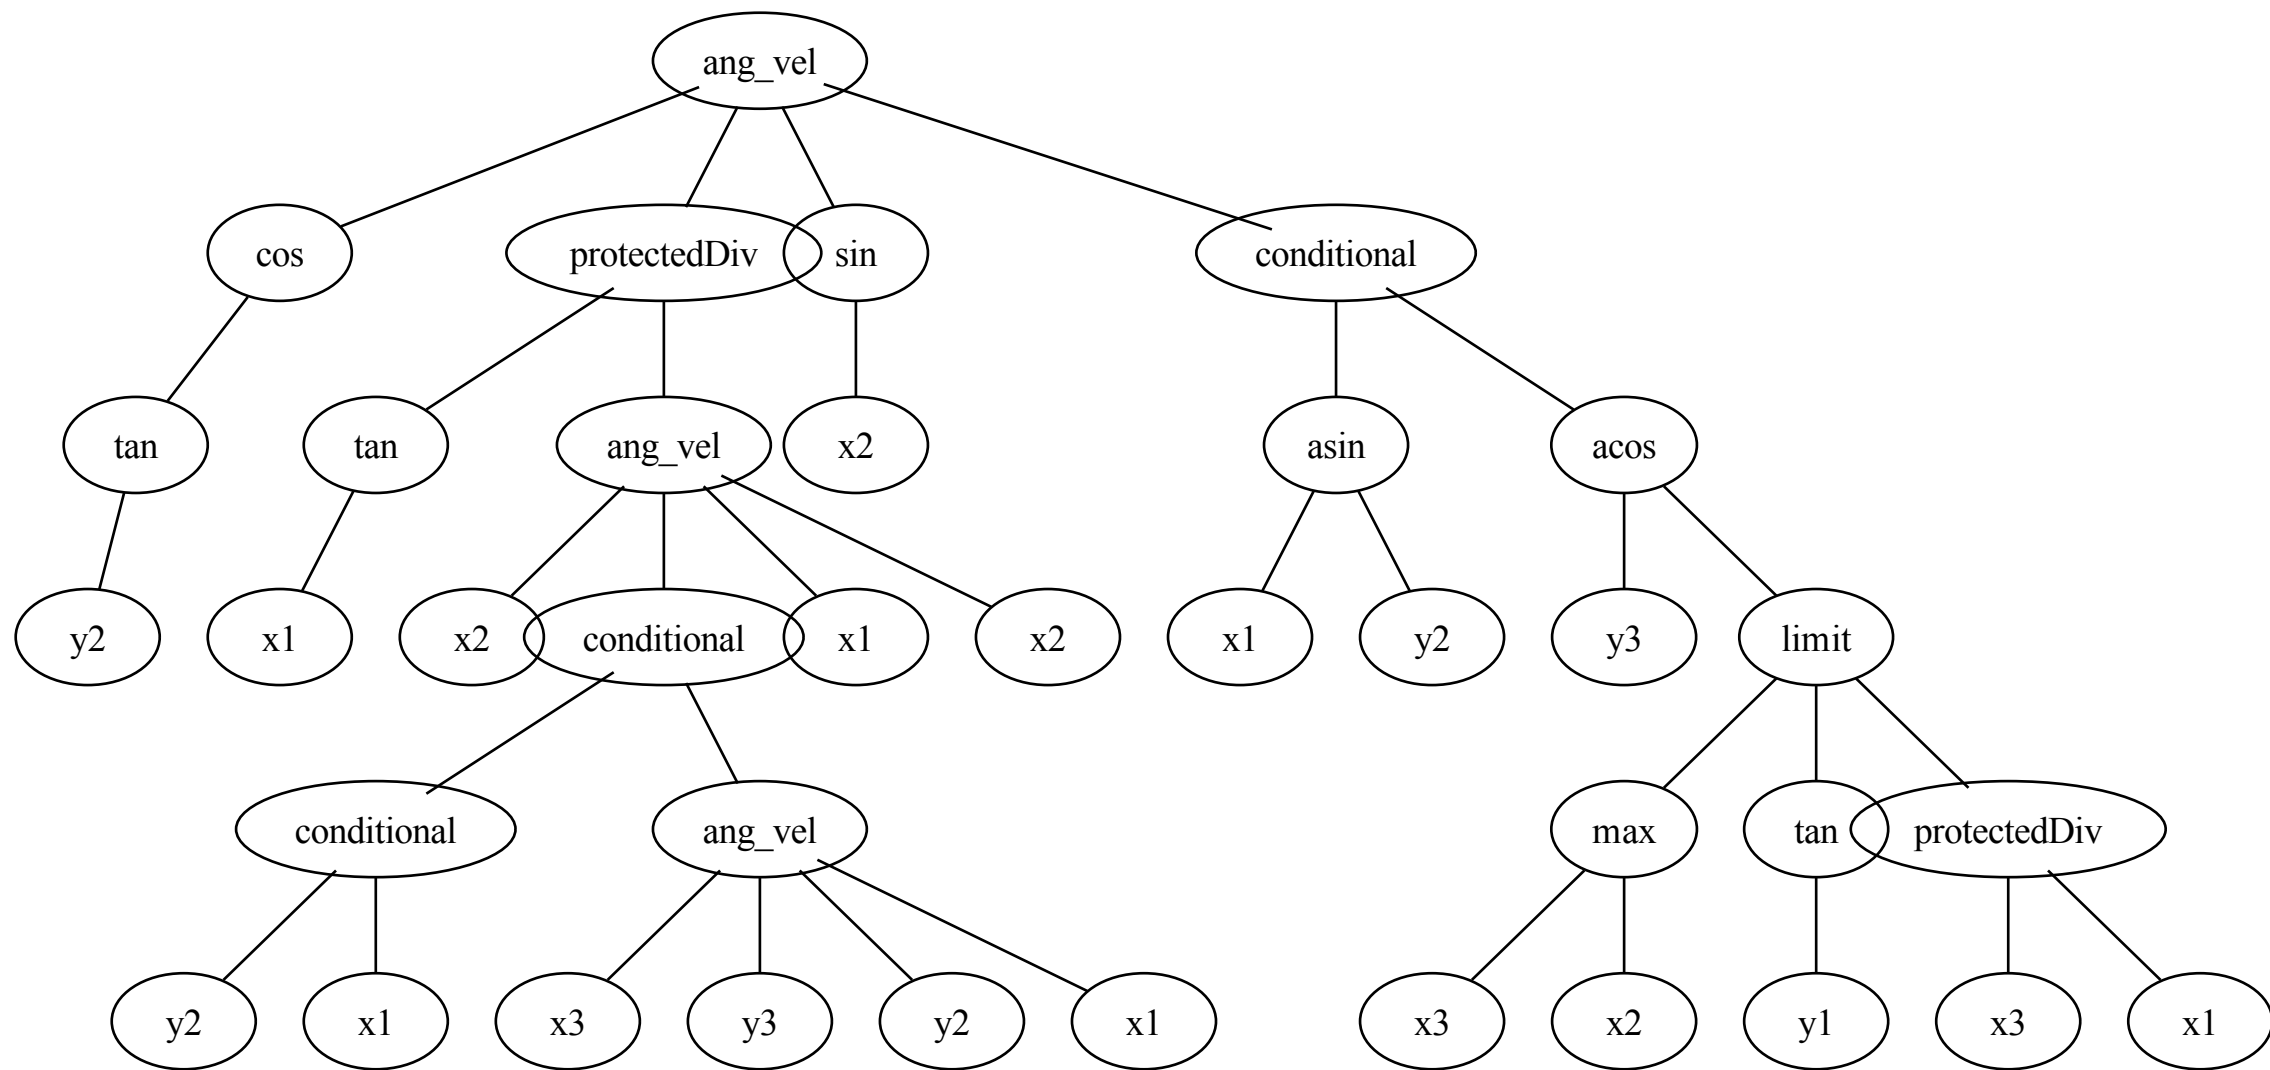 ang_vel
cos protectedDiv sin conditional
tan tan ang_vel x2 asin acos
y2 x1 x2 conditional x1 x2 x1 y2 y3 limit
conditional ang_vel max tan protectedDiv
y2 x1 x3 y3 y2 x1 x3 x2 y1 x3 x1